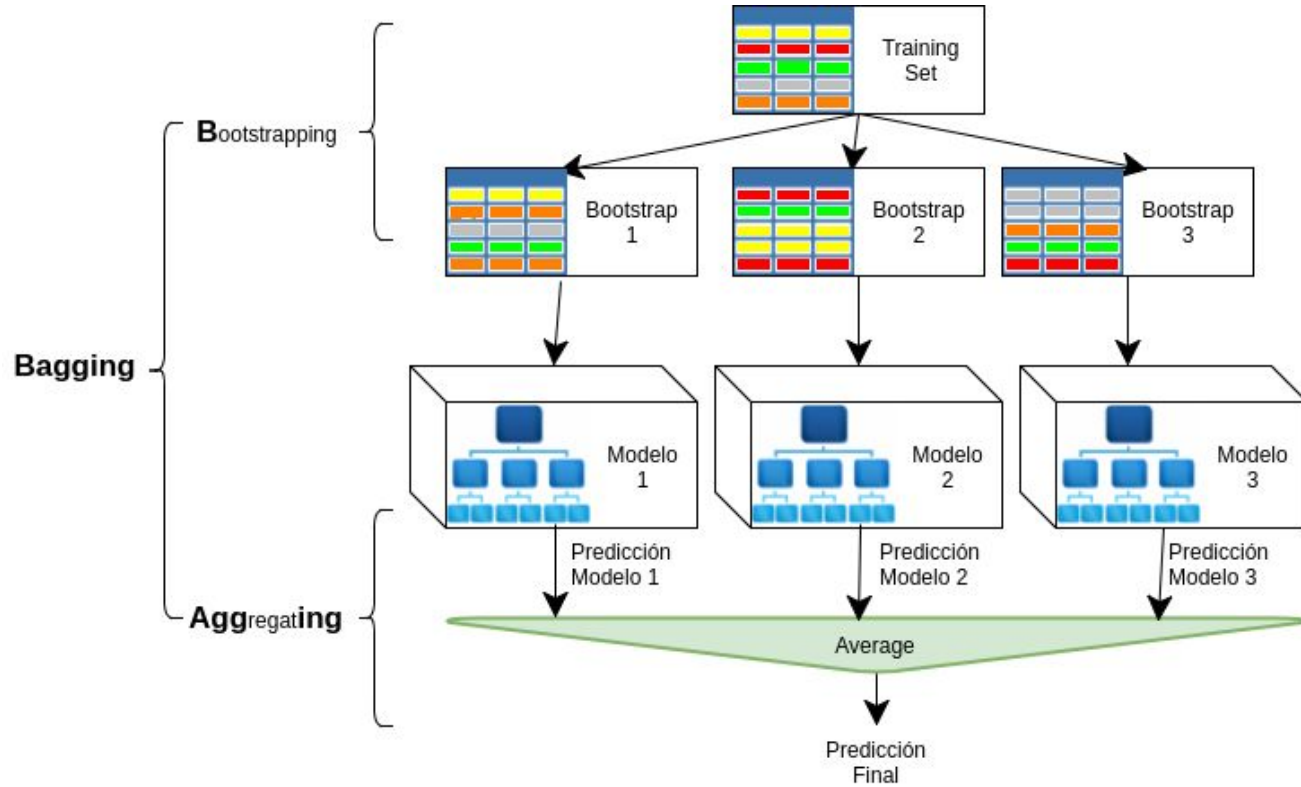 Training
Set
Bootstrapping
Bootstrap
1
Bootstrap
2
Bootstrap
3
Bagging
Modelo
1
Modelo
2
Modelo
3
Predicción
Modelo 1
Predicción
Modelo 2
Predicción
Modelo 3
Aggregating
Average
Predicción
Final